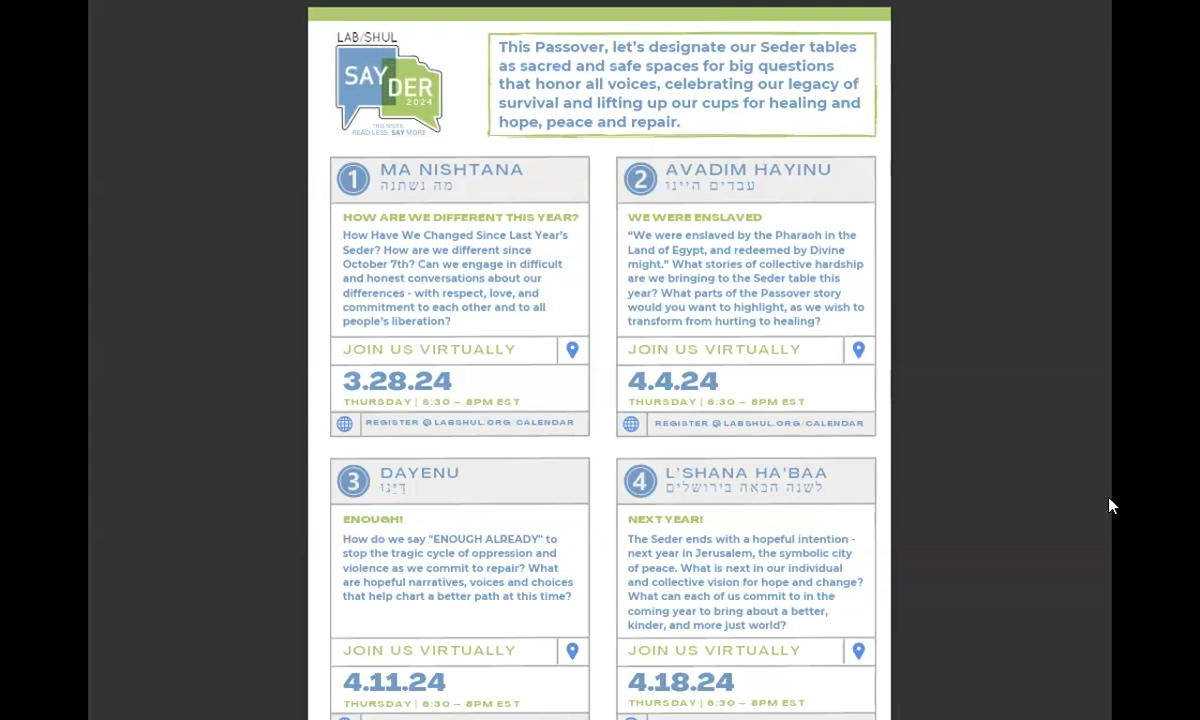 LAB/SHUL
SAY
DER
2024
THIS SEDER
READ LESS, SAY MORE
This Passover, let's designate our Seder tables
as sacred and safe spaces for big questions
that honor all voices, celebrating our legacy of
survival and lifting up our cups for healing and
hope, peace and repair.
1
MA NISHTANA
מה נשתנה
HOW ARE WE DIFFERENT THIS YEAR?
How Have We Changed Since Last Year's
Seder? How are we different since
October 7th? Can we engage in difficult
and honest conversations about our
differences - with respect, love, and
commitment to each other and to all
people's liberation?
JOIN US VIRTUALLY
3.28.24
THURSDAY | 6:30 – 8PM EST
REGISTER @ LABSHUL.ORG/CALENDAR
2
AVADIM HAYINU
עבדים היינו
WE WERE ENSLAVED
“We were enslaved by the Pharaoh in the
Land of Egypt, and redeemed by Divine
might.” What stories of collective hardship
are we bringing to the Seder table this
year? What parts of the Passover story
would you want to highlight, as we wish to
transform from hurting to healing?
JOIN US VIRTUALLY
4.4.24
THURSDAY | 6:30 – 8PM EST
REGISTER @ LABSHUL.ORG/CALENDAR
3
DAYENU
דַּיֵּנוּ
ENOUGH!
How do we say "ENOUGH ALREADY" to
stop the tragic cycle of oppression and
violence as we commit to repair? What
are hopeful narratives, voices and choices
that help chart a better path at this time?
JOIN US VIRTUALLY
4.11.24
THURSDAY | 6:30 – 8PM EST
4
L'SHANA HA'BAA
לשנה הבאה בירושלים
NEXT YEAR!
The Seder ends with a hopeful intention -
next year in Jerusalem, the symbolic city
of peace. What is next in our individual
and collective vision for hope and change?
What can each of us commit to in the
coming year to bring about a better,
kinder, and more just world?
JOIN US VIRTUALLY
4.18.24
THURSDAY | 6:30 – 8PM EST